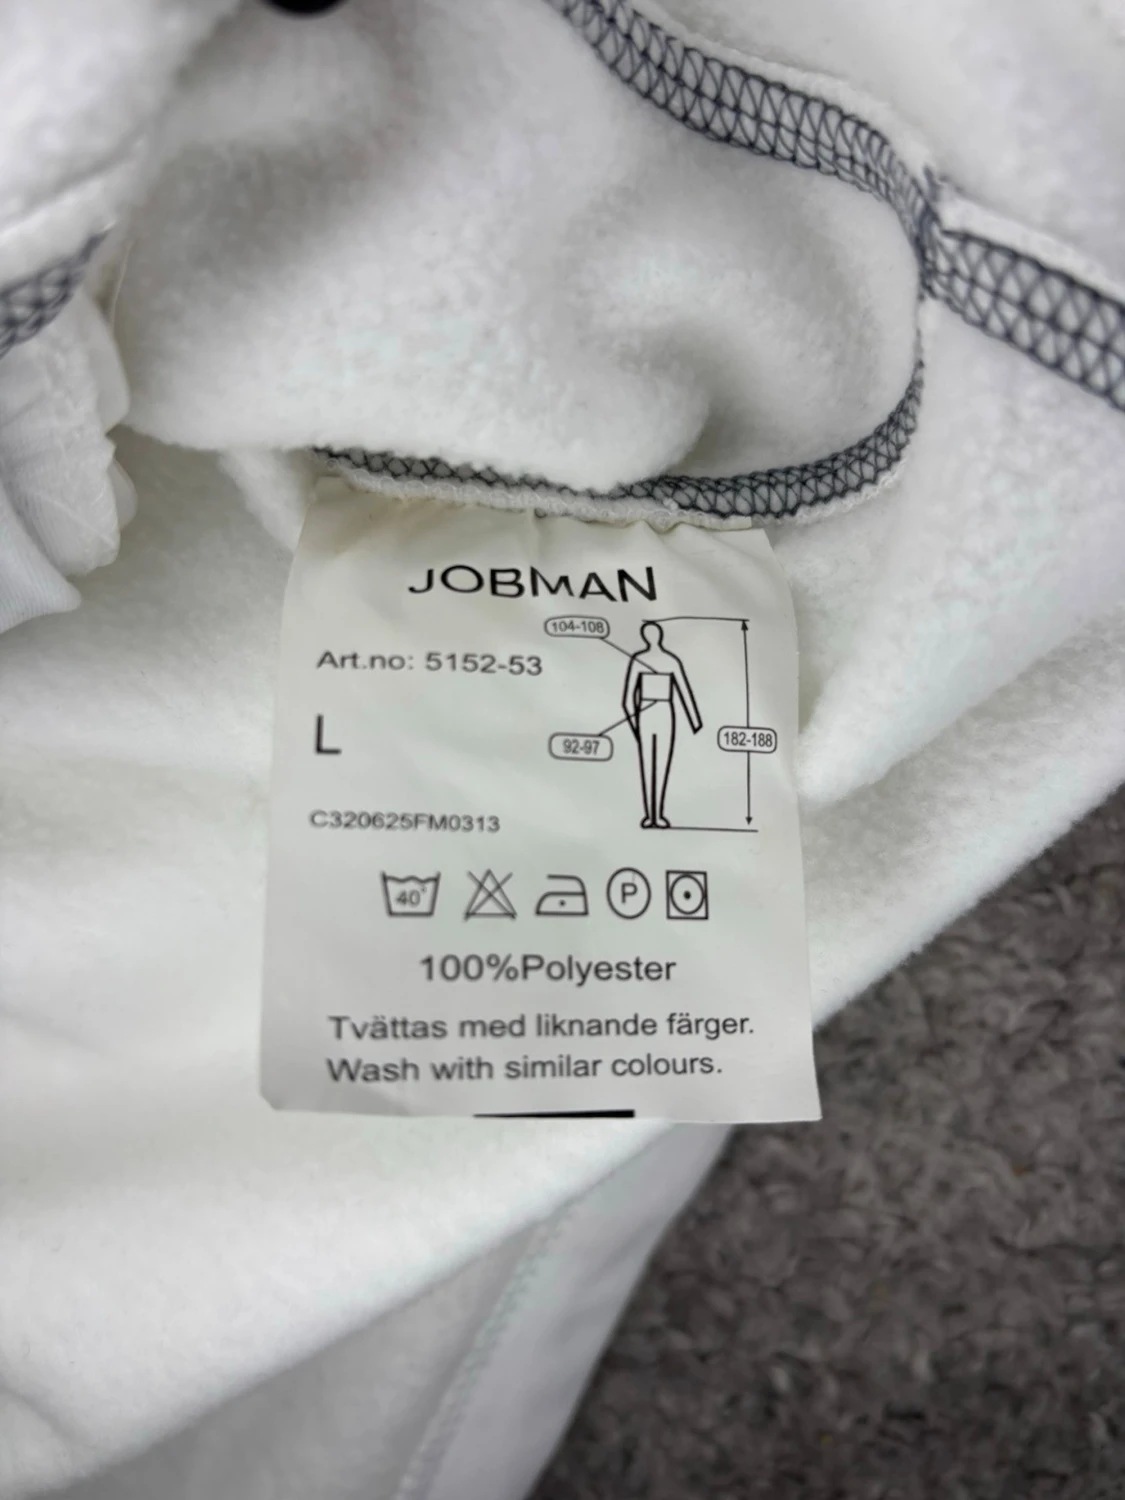 JOBMAN
104-108
Art.no: 5152-53
L
92-97
182-188
C320625FM0313
40°
P
100%Polyester
Tvättas med liknande färger.
Wash with similar colours.